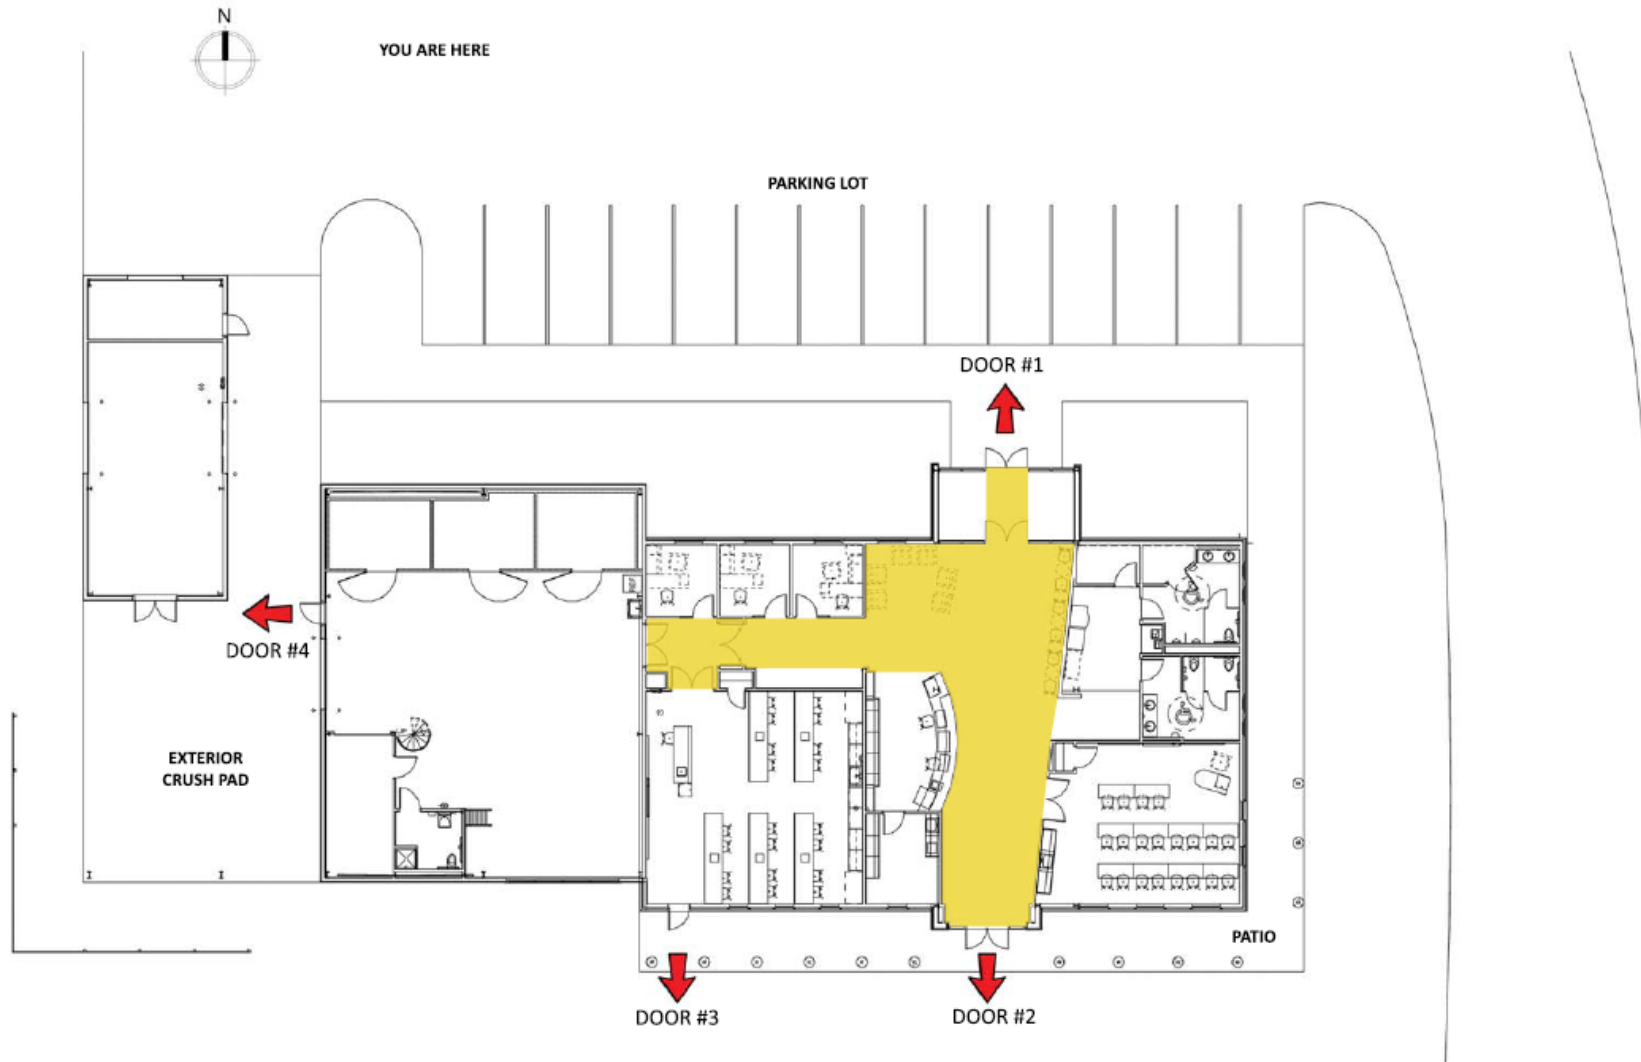 N
YOU ARE HERE
PARKING LOT
DOOR #1
DOOR #4
EXTERIOR
CRUSH PAD
PATIO
DOOR #3
DOOR #2